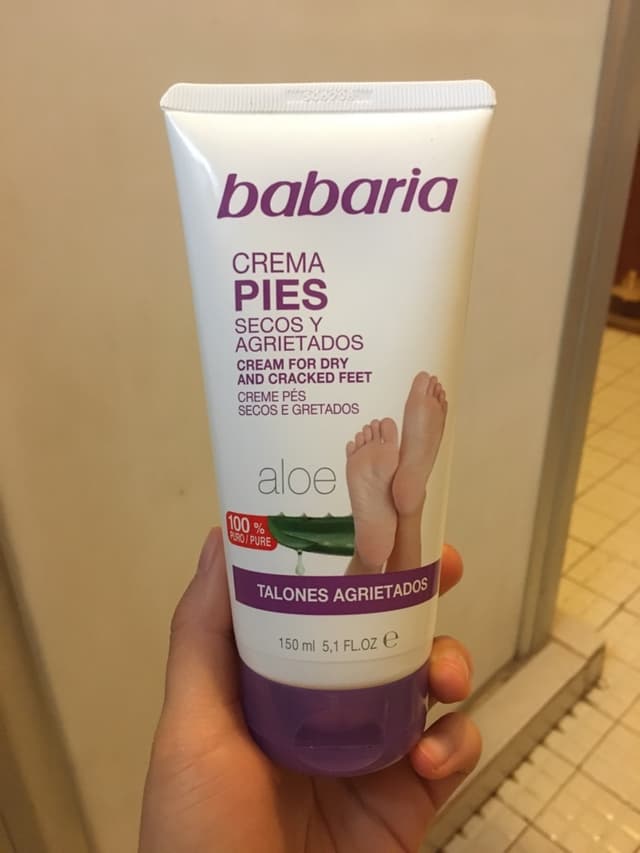 babaria
CREMA
PIES
SECOS Y
AGRIETADOS
CREAM FOR DRY
AND CRACKED FEET
CREME PÉS
SECOS E GRETADOS
aloe
100 %
PURO/PURE
TALONES AGRIETADOS
150 ml 5,1 FL.OZ ℮